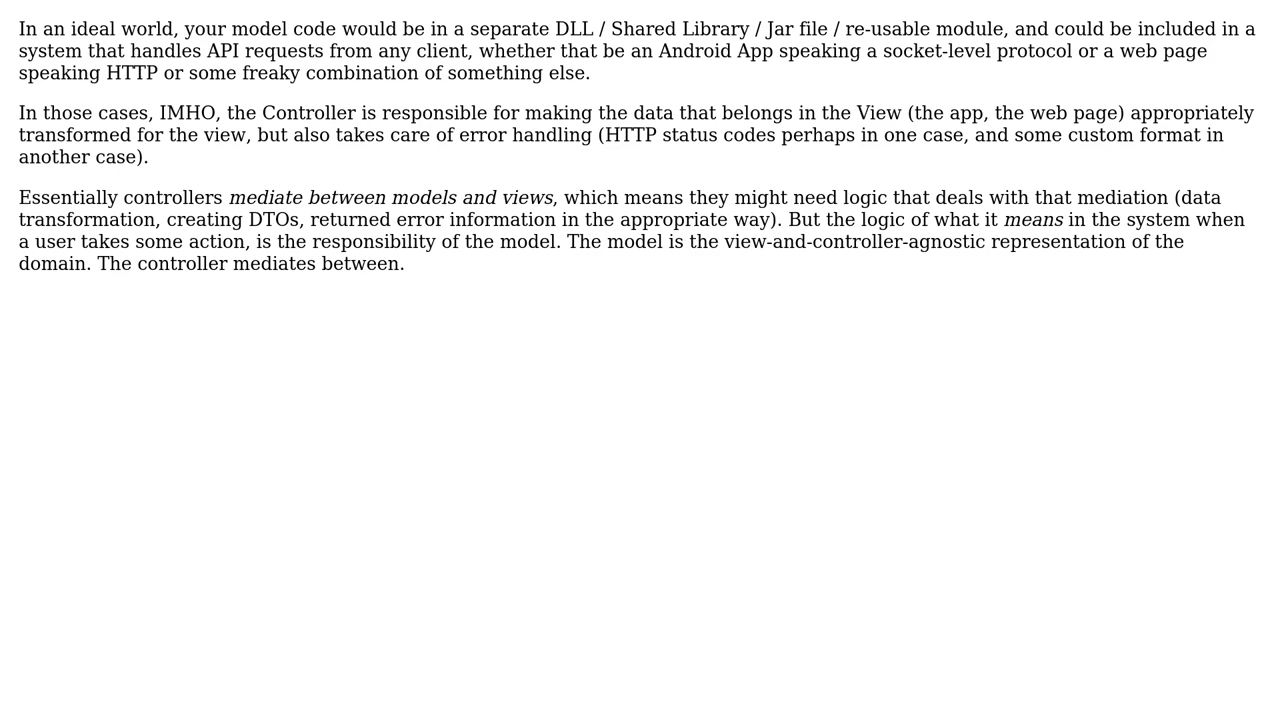 In an ideal world, your model code would be in a separate DLL / Shared Library / Jar file / re-usable module, and could be included in a
system that handles API requests from any client, whether that be an Android App speaking a socket-level protocol or a web page
speaking HTTP or some freaky combination of something else.
In those cases, IMHO, the Controller is responsible for making the data that belongs in the View (the app, the web page) appropriately
transformed for the view, but also takes care of error handling (HTTP status codes perhaps in one case, and some custom format in
another case).
Essentially controllers mediate between models and views, which means they might need logic that deals with that mediation (data
transformation, creating DTOs, returned error information in the appropriate way). But the logic of what it means in the system when
a user takes some action, is the responsibility of the model. The model is the view-and-controller-agnostic representation of the
domain. The controller mediates between.